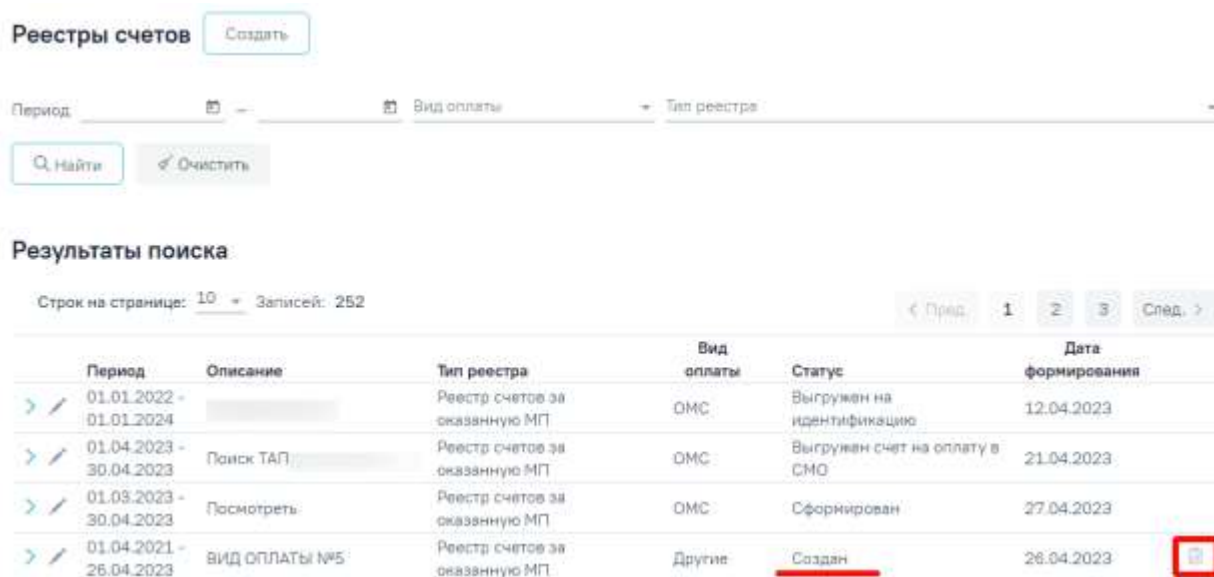 Реестры счетов Создать
Период – Вид оплаты Тип реестра
Найти Очистить
Результаты поиска
Строк на странице: 10 Записей: 252 < Пред. 1 2 3 След. >
Вид Дата
Период Описание Тип реестра оплаты Статус формирования
01.01.2022 - Реестр счетов за Выгружен на
01.01.2024 оказанную МП ОМС идентификацию 12.04.2023
01.04.2023 - Поиск ТАП Реестр счетов за ОМС Выгружен счет на оплату в 21.04.2023
30.04.2023 оказанную МП СМО
01.03.2023 - Посмотреть Реестр счетов за ОМС Сформирован 27.04.2023
30.04.2023 оказанную МП
01.04.2021 - ВИД ОПЛАТЫ №5 Реестр счетов за Другие Создан 26.04.2023
26.04.2023 оказанную МП